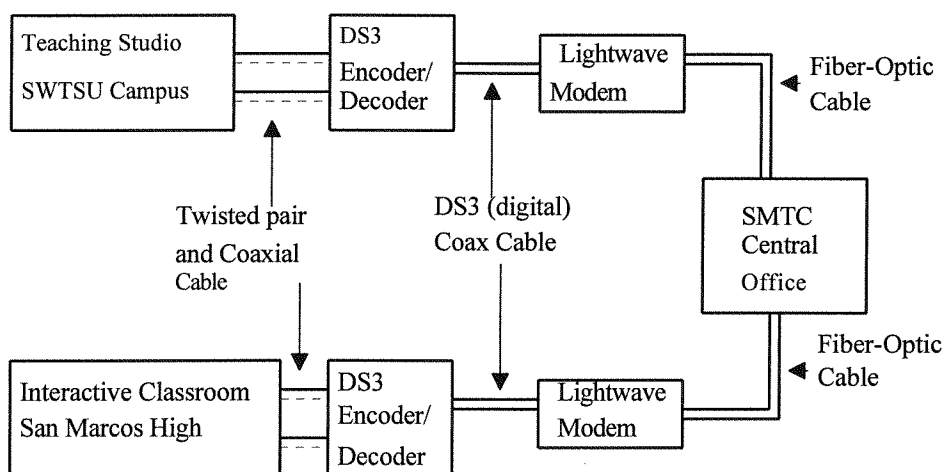 Teaching Studio
SWTSU Campus
DS3
Encoder/
Decoder
Lightwave
Modem
Fiber-Optic
Cable
Twisted pair
and Coaxial
Cable
DS3 (digital)
Coax Cable
SMTC
Central
Office
Interactive Classroom
San Marcos High
DS3
Encoder/
Decoder
Lightwave
Modem
Fiber-Optic
Cable